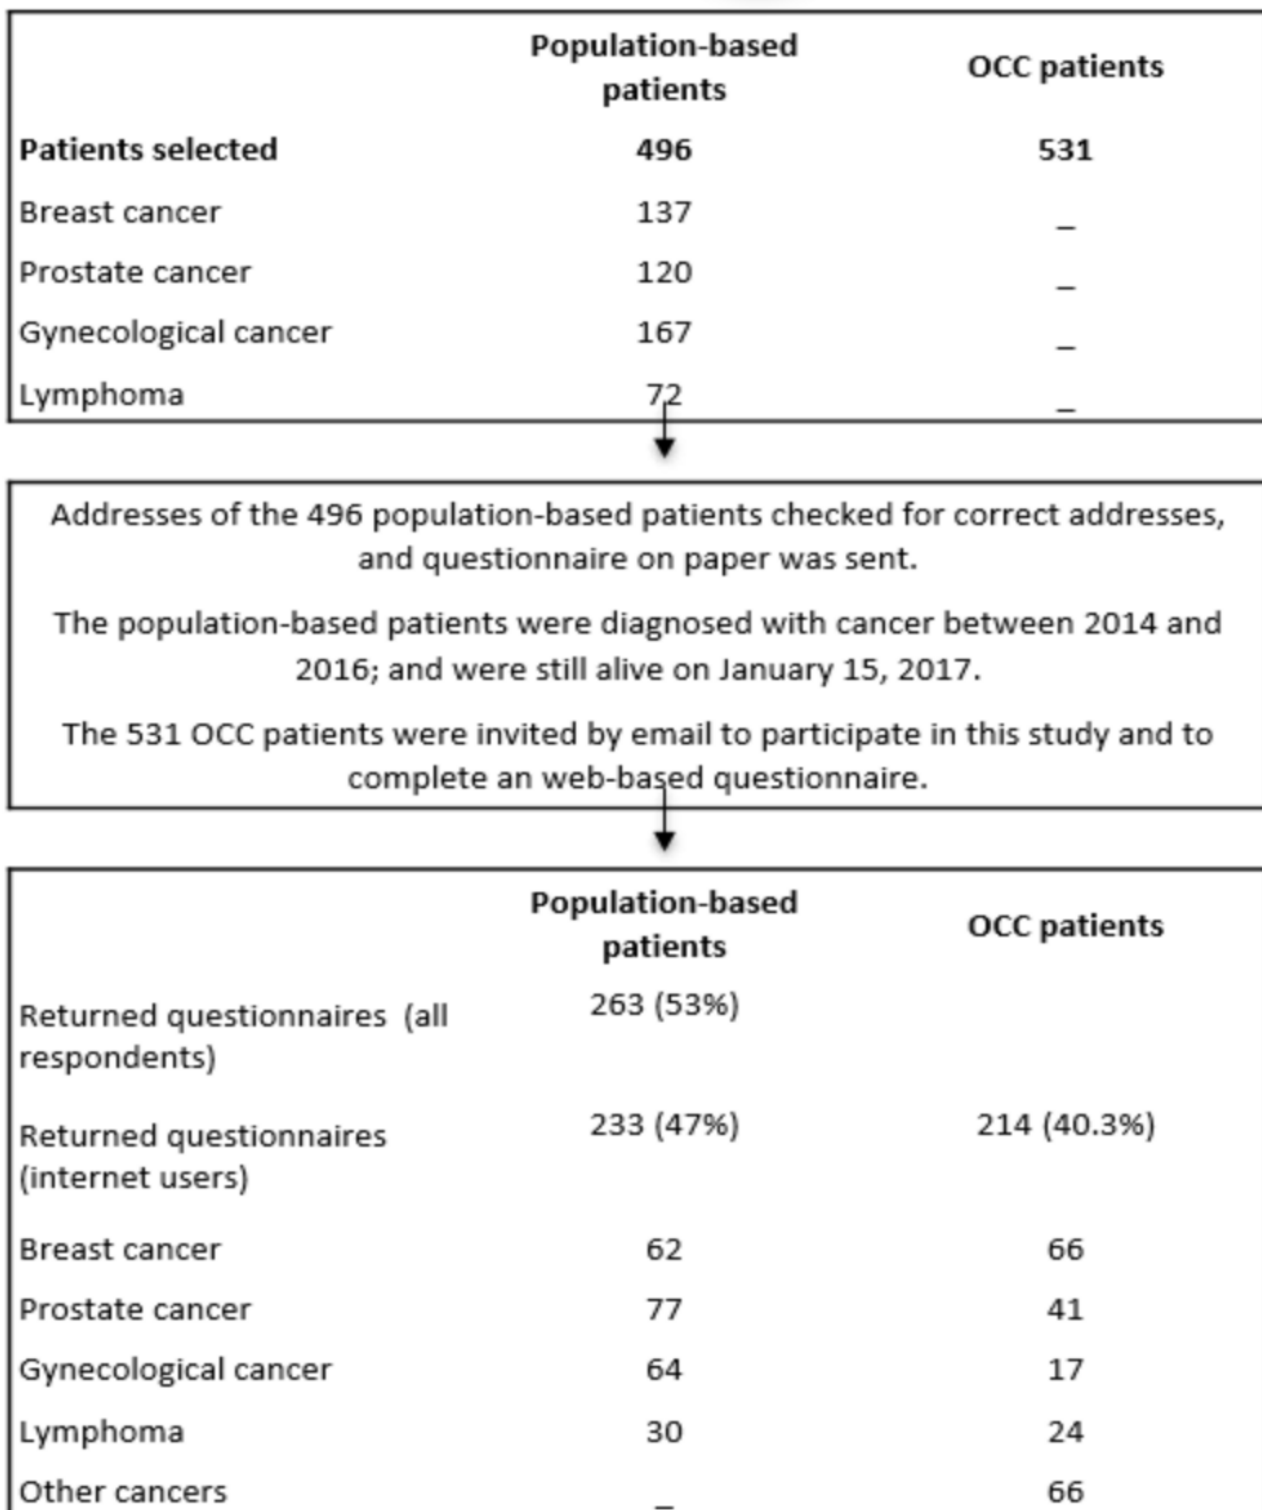 Population-based
patients
OCC patients
Patients selected 496 531
Breast cancer 137 _
Prostate cancer 120 _
Gynecological cancer 167 _
Lymphoma 72 _
Addresses of the 496 population-based patients checked for correct addresses,
and questionnaire on paper was sent.
The population-based patients were diagnosed with cancer between 2014 and
2016; and were still alive on January 15, 2017.
The 531 OCC patients were invited by email to participate in this study and to
complete an web-based questionnaire.
Population-based
patients
OCC patients
Returned questionnaires (all
respondents)
263 (53%)
Returned questionnaires
(internet users)
233 (47%) 214 (40.3%)
Breast cancer 62 66
Prostate cancer 77 41
Gynecological cancer 64 17
Lymphoma 30 24
Other cancers _ 66